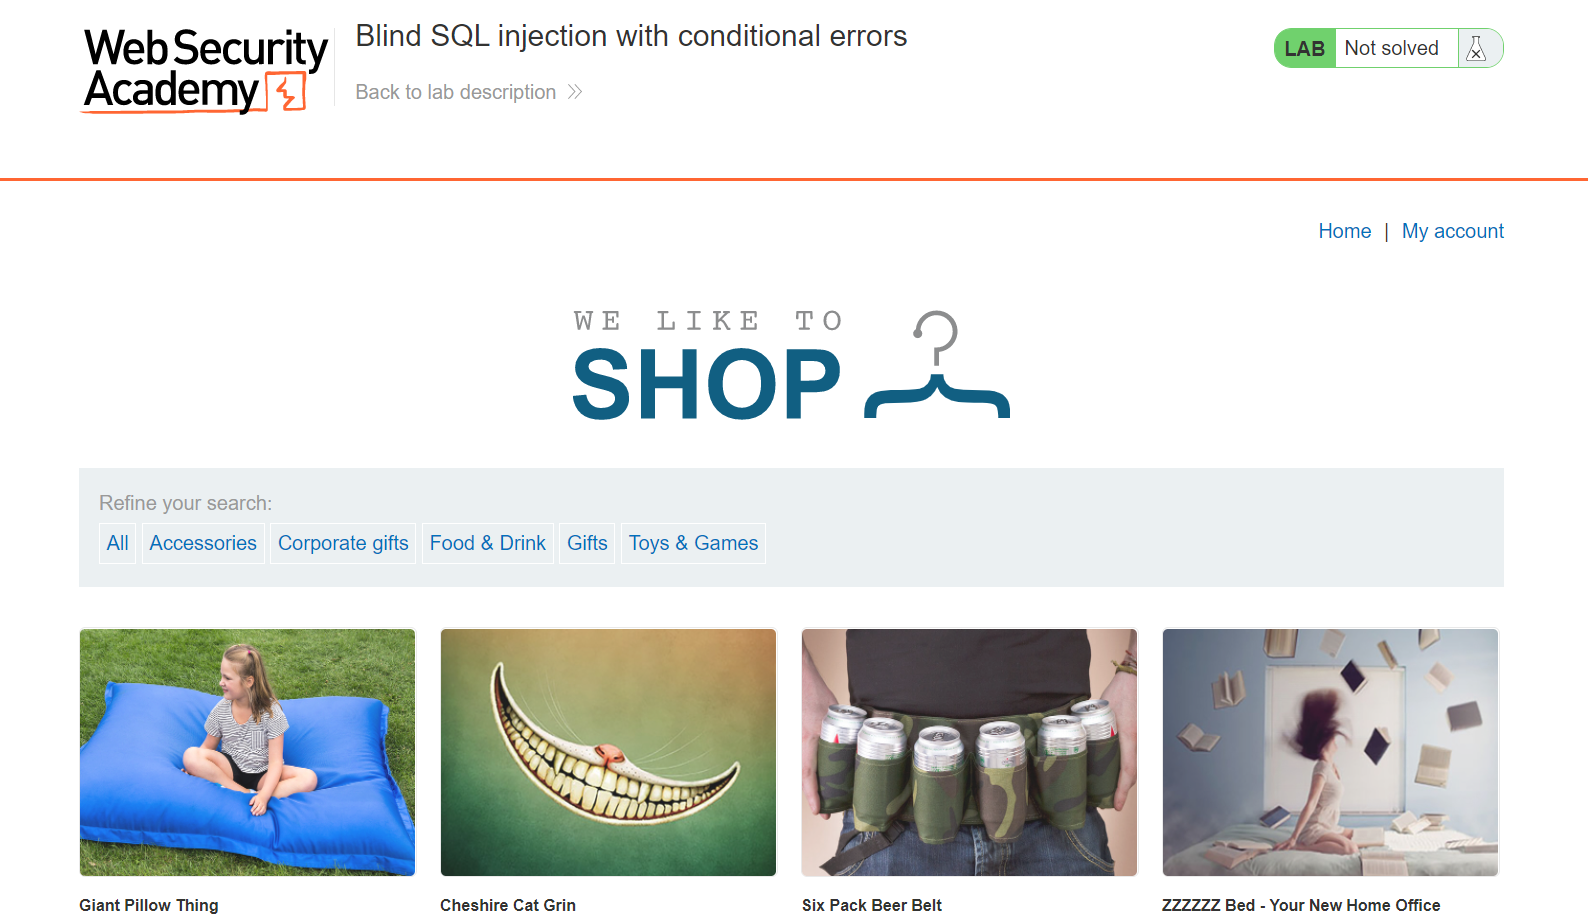 Web Security
Academy
Blind SQL injection with conditional errors
Back to lab description
LAB
Not solved
Home | My account
WE LIKE TO
SHOP
Refine your search:
All
Accessories
Corporate gifts
Food & Drink
Gifts
Toys & Games
Giant Pillow Thing
Cheshire Cat Grin
Six Pack Beer Belt
ZZZZZZ Bed - Your New Home Office